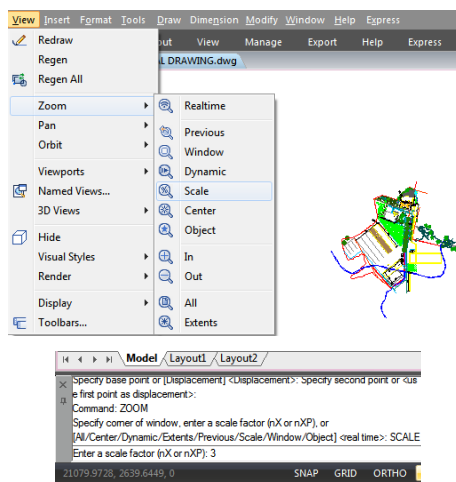 View Insert Format Tools Draw Dimension Modify Window Help Express
Redraw
out View Manage Export Help Express
Regen
AL DRAWING.dwg
Regen All
Zoom
Realtime
Pan
Previous
Orbit
Window
Viewports
Dynamic
Named Views...
Scale
3D Views
Center
Hide
Object
Visual Styles
In
Render
Out
Display
All
Toolbars...
Extents
Model Layout1 Layout2
Specify base point or [Displacement] <Displacement>: Specify second point or <us
e first point as displacement>:
Command: ZOOM
Specify corner of window, enter a scale factor (nX or nXP), or
[All/Center/Dynamic/Extents/Previous/Scale/Window/Object] <real time>: SCALE
Enter a scale factor (nX or nXP): 3
21079.9728, 2639.6449, 0 SNAP GRID ORTHO